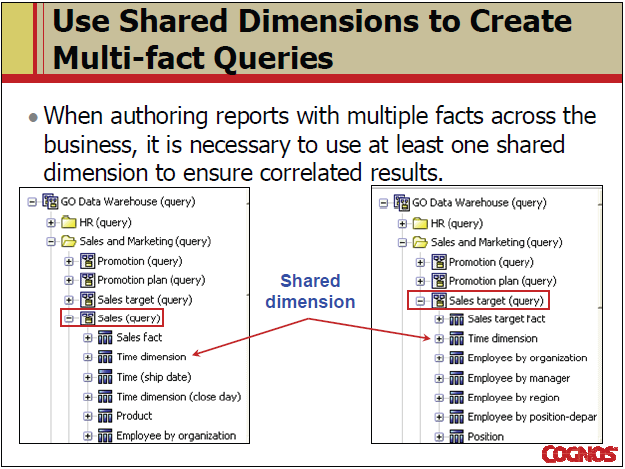 Use Shared Dimensions to Create
Multi-fact Queries
• When authoring reports with multiple facts across the
business, it is necessary to use at least one shared
dimension to ensure correlated results.
GO Data Warehouse (query)
HR (query)
Sales and Marketing (query)
Promotion (query)
Promotion plan (query)
Sales target (query)
Sales (query)
Sales fact
Time dimension
Time (ship date)
Time dimension (close day)
Product
Employee by organization
Shared
dimension
GO Data Warehouse (query)
HR (query)
Sales and Marketing (query)
Promotion (query)
Promotion plan (query)
Sales target (query)
Sales target fact
Time dimension
Employee by organization
Employee by manager
Employee by region
Employee by position-depar
Position
COGNOS